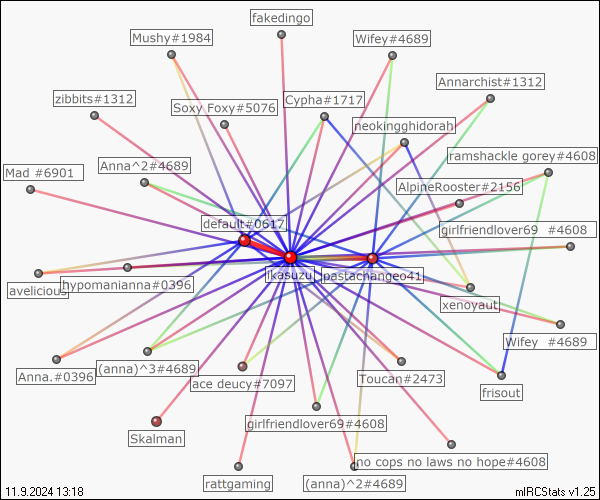 fakedingo
Mushy#1984
Wifey#4689
Annarchist#1312
zibbits#1312
Soxy Foxy#5076
Cypha#1717
neokingghidorah
ramshackle gorey#4608
Anna^2#4689
Mad #6901
AlpineRooster#2156
default#0617
girlfriendlover69 #4608
ikasuzu
pastachange041
avelicious
hypomanianna#0396
xenoyaut
Wifey #4689
Anna.#0396
(anna)^3#4689
ace deucy#7097
Toucan#2473
frisout
girlfriendlover69#4608
Skalman
no cops no laws no hope#4608
rattgaming
(anna)^2#4689
11.9.2024 13:18
mIRCStats v1.25